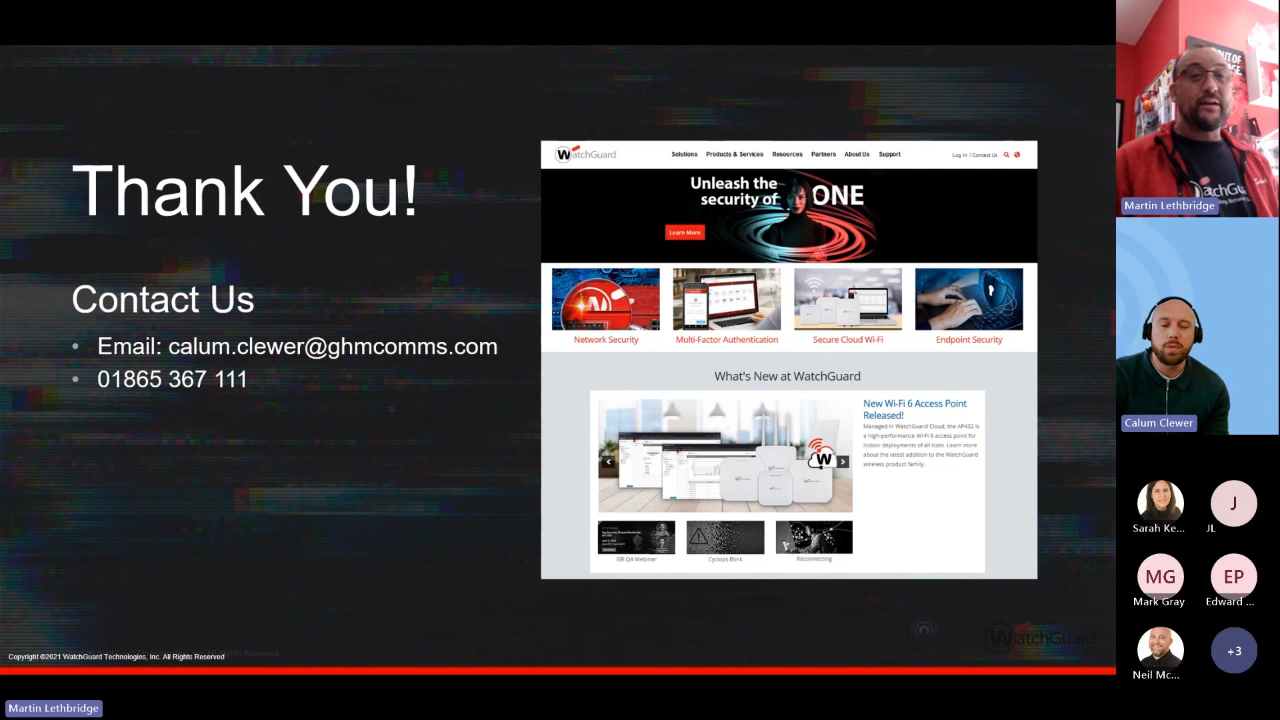 Thank You!
Contact Us
• Email: calum.clewer@ghmcomms.com
• 01865 367 111
WatchGuard
Solutions Products & Services Resources Partners About Us Support
Log In | Contact Us
Unleash the
security of ONE
Learn More
Network Security
Multi-Factor Authentication
Secure Cloud Wi-Fi
Endpoint Security
What's New at WatchGuard
New Wi-Fi 6 Access Point
Released!
Managed in WatchGuard Cloud, the AP432 is
a high-performance Wi-Fi 6 access point for
indoor deployments of all sizes. Learn more
about the latest addition to the WatchGuard
wireless product family.
W
ISR-Q4 Webinar
Cyclops Blink
Reconnecting
WatchGuard
Copyright ©2021 WatchGuard Technologies, Inc. All Rights Reserved
Martin Lethbridge
Martin Lethbridge
Calum Clewer
Sarah Ke...
J
JL
MG
Mark Gray
EP
Edward ...
Neil Mc...
+3